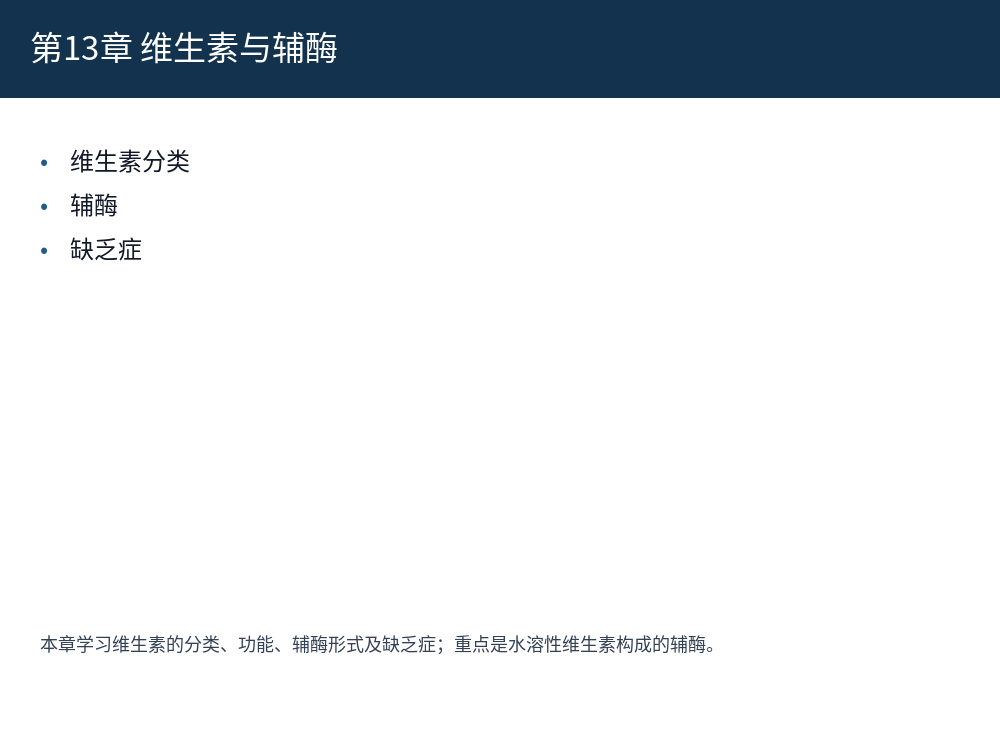 第13章 维生素与辅酶
• 维生素分类
• 辅酶
• 缺乏症
本章学习维生素的分类、功能、辅酶形式及缺乏症；重点是水溶性维生素构成的辅酶。